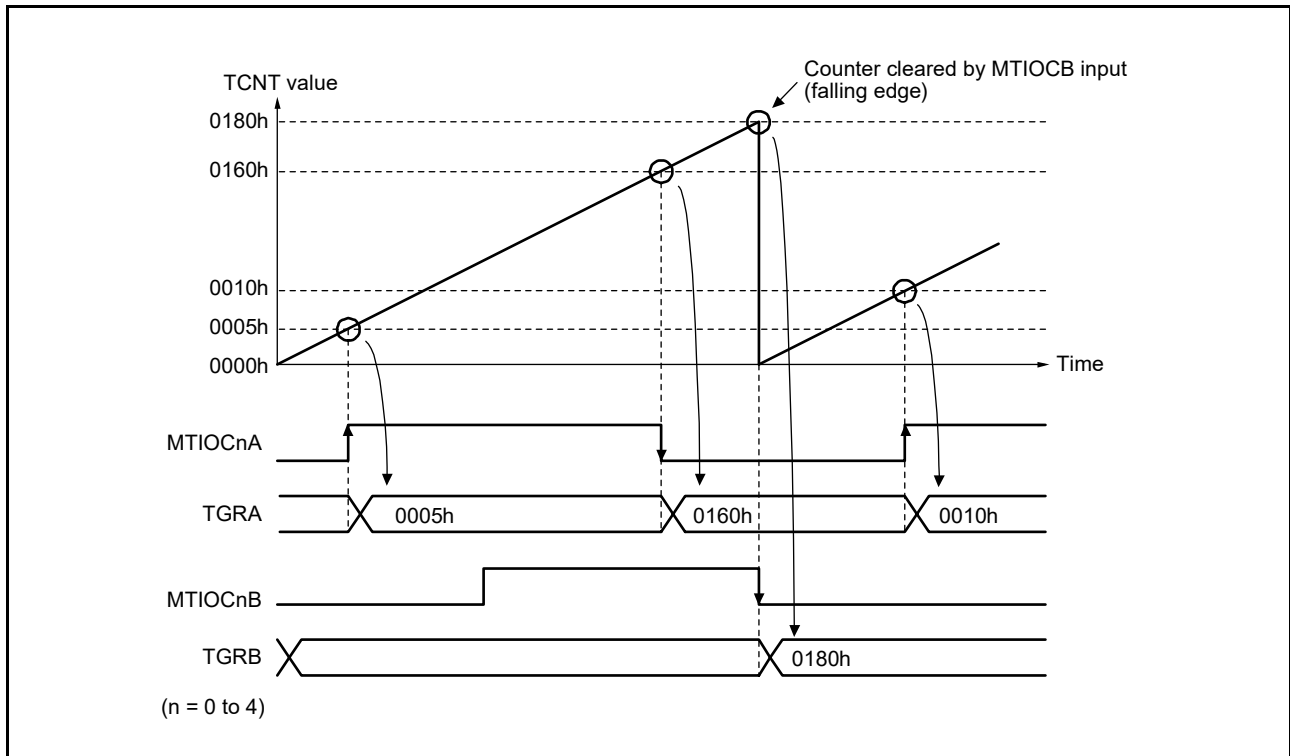 Counter cleared by MTIOCB input
(falling edge)
TCNT value
0180h
0160h
0010h
0005h
0000h
Time
MTIOCnA
TGRA
0005h
0160h
0010h
MTIOCnB
TGRB
0180h
(n = 0 to 4)